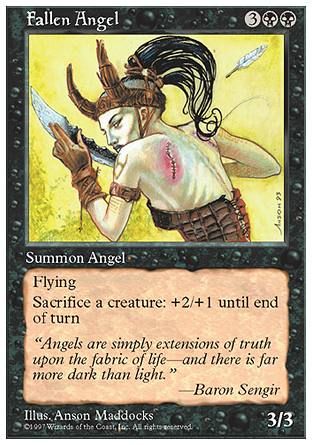 Fallen Angel 3
ANSON 93
Summon Angel
Flying
Sacrifice a creature: +2/+1 until end
of turn
“Angels are simply extensions of truth
upon the fabric of life—and there is far
more dark than light.”
—Baron Sengir
Illus. Anson Maddocks
©1997 Wizards of the Coast, Inc. All rights reserved.
3/3